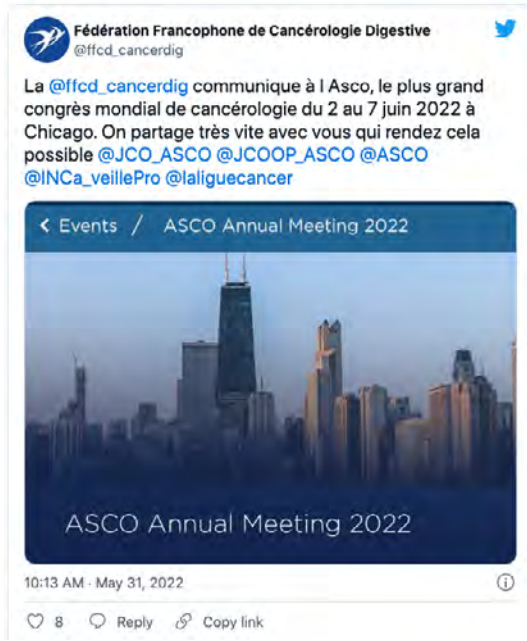 Fédération Francophone de Cancérologie Digestive
@ffcd_cancerdig
La @ffcd_cancerdig communique à l Asco, le plus grand
congrès mondial de cancérologie du 2 au 7 juin 2022 à
Chicago. On partage très vite avec vous qui rendez cela
possible @JCO_ASCO @JCOOP_ASCO @ASCO
@INCa_veillePro @laliguecancer
< Events / ASCO Annual Meeting 2022
ASCO Annual Meeting 2022
10:13 AM · May 31, 2022
8 Reply Copy link